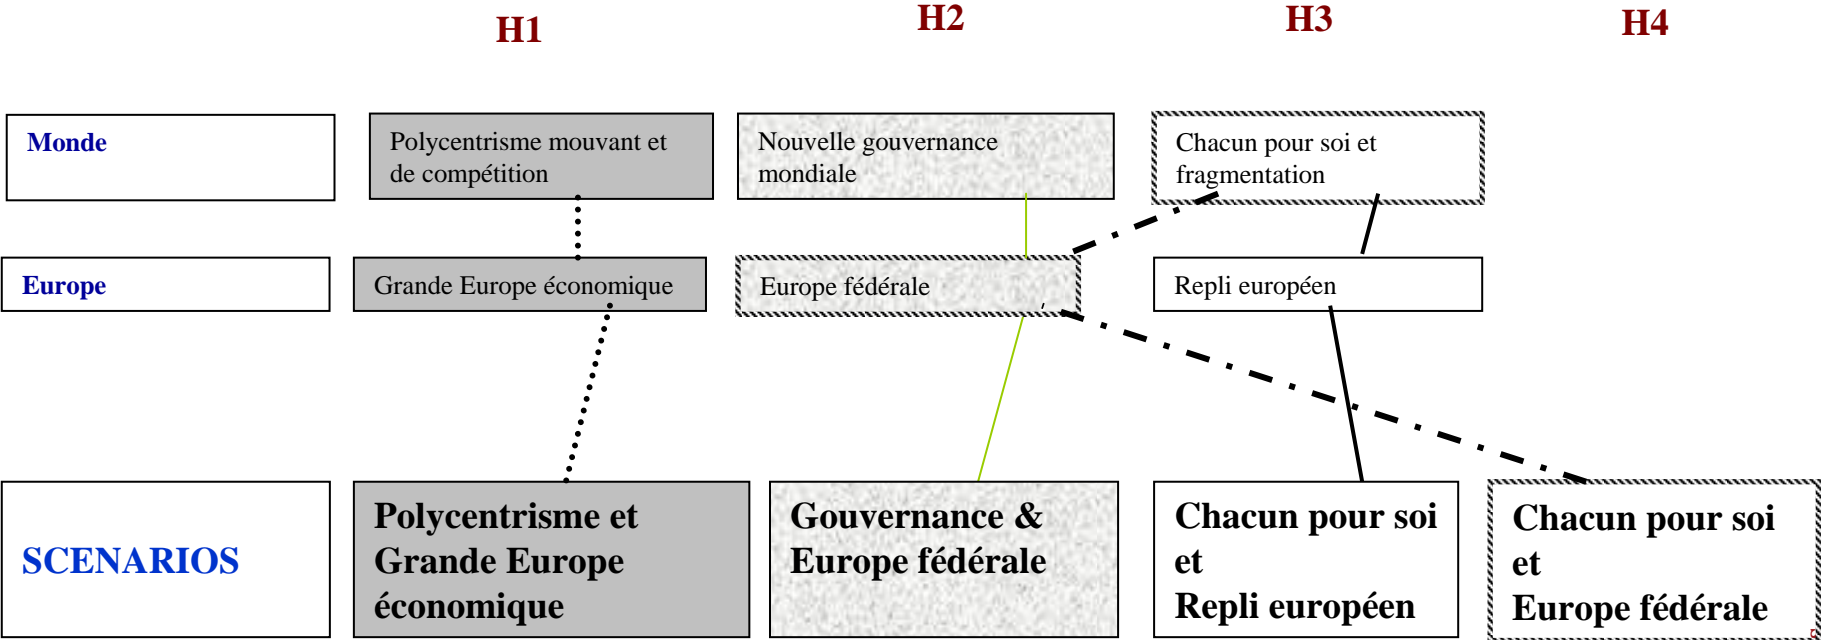 H1 H2 H3 H4
Monde
Polycentrisme mouvant et
de compétition
Nouvelle gouvernance
mondiale
Chacun pour soi et
fragmentation
Europe
Grande Europe économique
Europe fédérale
Repli européen
SCENARIOS
Polycentrisme et
Grande Europe
économique
Gouvernance &
Europe fédérale
Chacun pour soi
et
Repli européen
Chacun pour soi
et
Europe fédérale